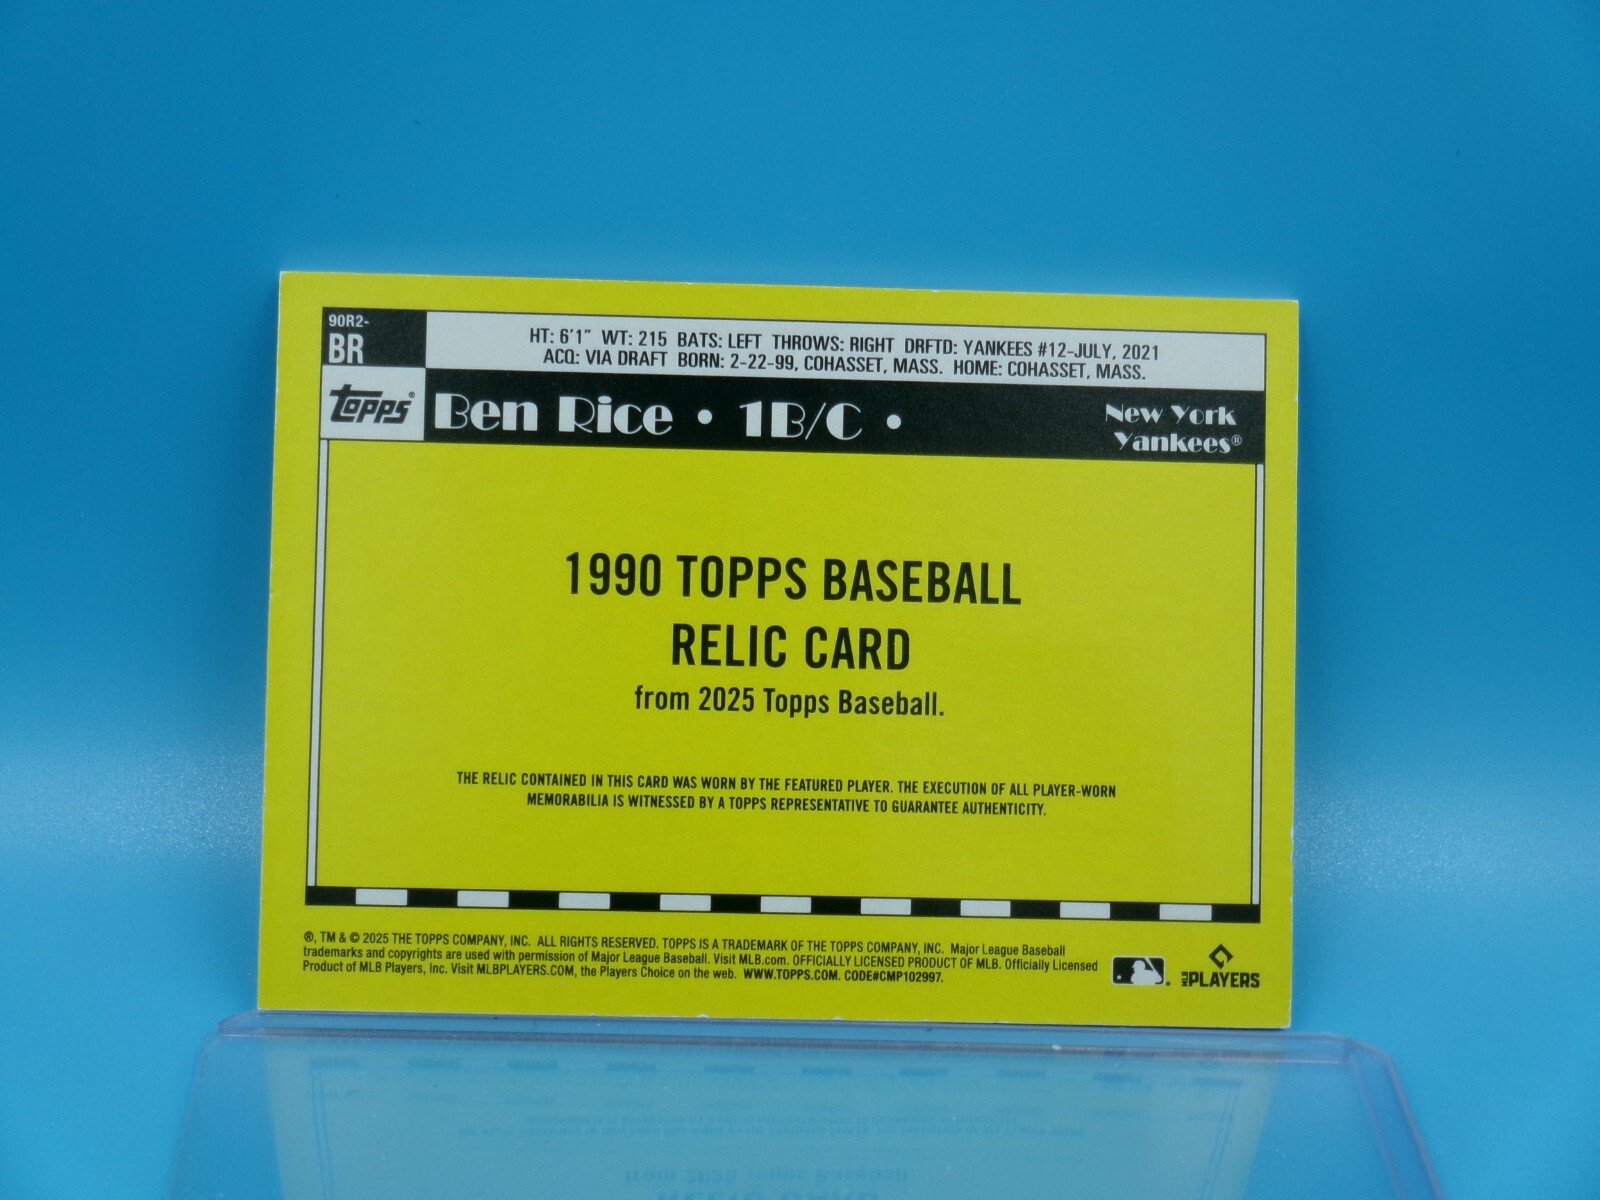 90R2-
BR
HT: 6'1" WT: 215 BATS: LEFT THROWS: RIGHT DRFTD: YANKEES #12-JULY, 2021
ACQ: VIA DRAFT BORN: 2-22-99, COHASSET, MASS. HOME: COHASSET, MASS.
topps® Ben Rice • 1B/C •
New York
Yankees®
1990 TOPPS BASEBALL
RELIC CARD
from 2025 Topps Baseball.
THE RELIC CONTAINED IN THIS CARD WAS WORN BY THE FEATURED PLAYER. THE EXECUTION OF ALL PLAYER-WORN
MEMORABILIA IS WITNESSED BY A TOPPS REPRESENTATIVE TO GUARANTEE AUTHENTICITY.
®, TM & © 2025 THE TOPPS COMPANY, INC. ALL RIGHTS RESERVED. TOPPS IS A TRADEMARK OF THE TOPPS COMPANY, INC. Major League Baseball
trademarks and copyrights are used with permission of Major League Baseball. Visit MLB.com. OFFICIALLY LICENSED PRODUCT OF MLB. Officially Licensed
Product of MLB Players, Inc. Visit MLBPLAYERS.COM, the Players Choice on the web. WWW.TOPPS.COM. CODE#CMP102997.
MLB PLAYERS